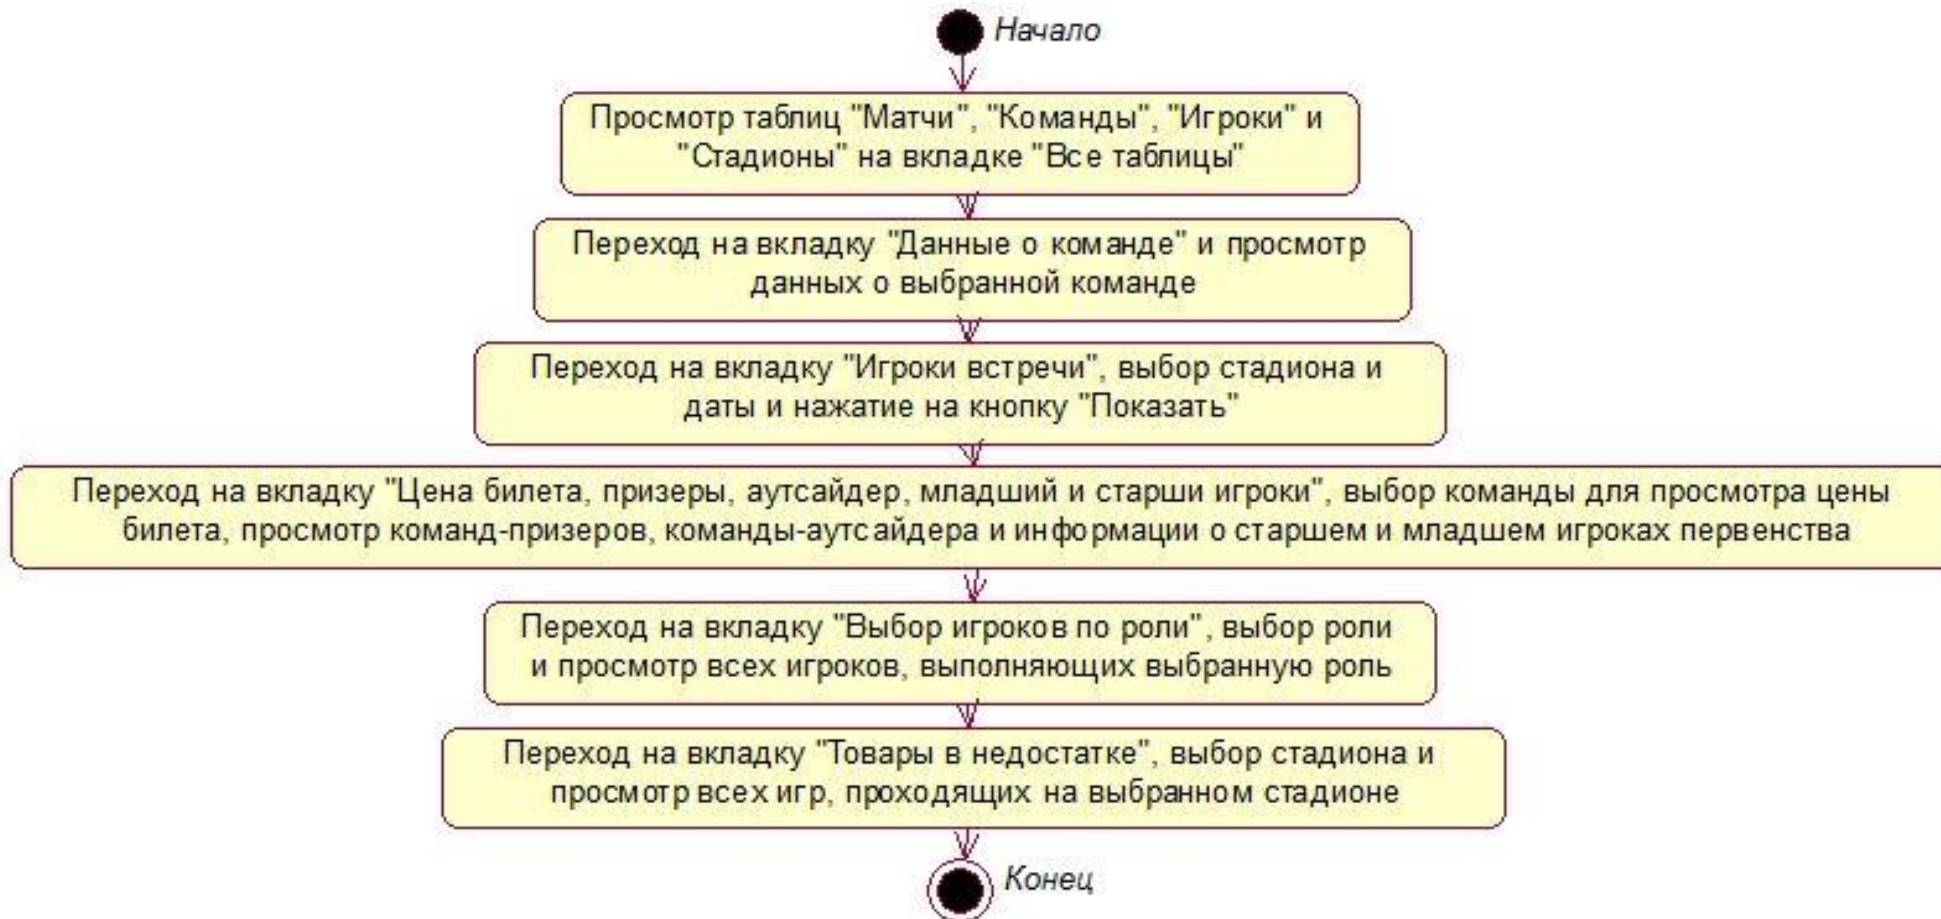 Начало
Просмотр таблиц "Матчи", "Команды", "Игроки" и
"Стадионы" на вкладке "Все таблицы"
Переход на вкладку "Данные о команде" и просмотр
данных о выбранной команде
Переход на вкладку "Игроки встречи", выбор стадиона и
даты и нажатие на кнопку "Показать"
Переход на вкладку "Цена билета, призеры, аутсайдер, младший и старши игроки", выбор команды для просмотра цены
билета, просмотр команд-призеров, команды-аутсайдера и информации о старшем и младшем игроках первенства
Переход на вкладку "Выбор игроков по роли", выбор роли
и просмотр всех игроков, выполняющих выбранную роль
Переход на вкладку "Товары в недостатке", выбор стадиона и
просмотр всех игр, проходящих на выбранном стадионе
Конец